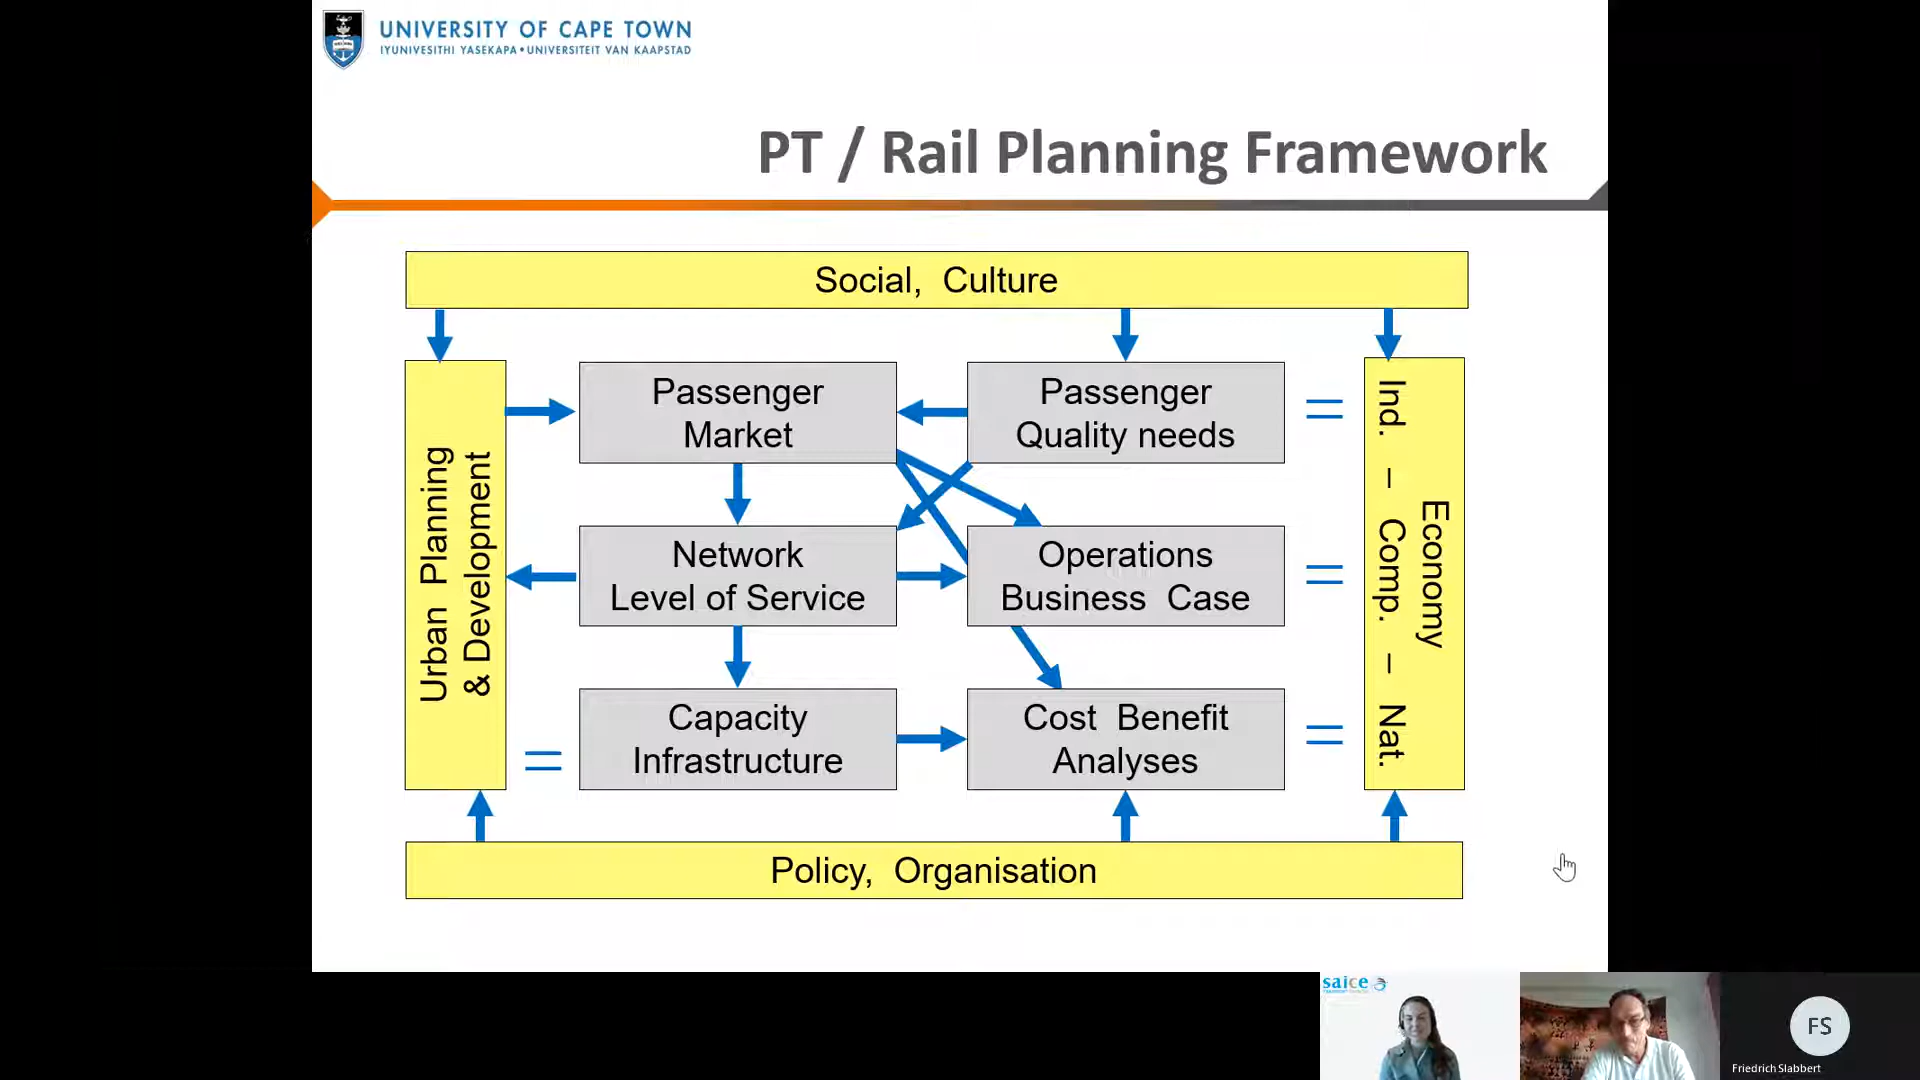 UNIVERSITY OF CAPE TOWN
IYUNIVESITHI YASEKAPA • UNIVERSITEIT VAN KAAPSTAD
PT / Rail Planning Framework
Social, Culture
Urban Planning
& Development
Passenger
Market
Passenger
Quality needs
Network
Level of Service
Operations
Business Case
Capacity
Infrastructure
Cost Benefit
Analyses
Economy
Ind. – Comp. – Nat.
Policy, Organisation
saice
FS
Friedrich Slabbert